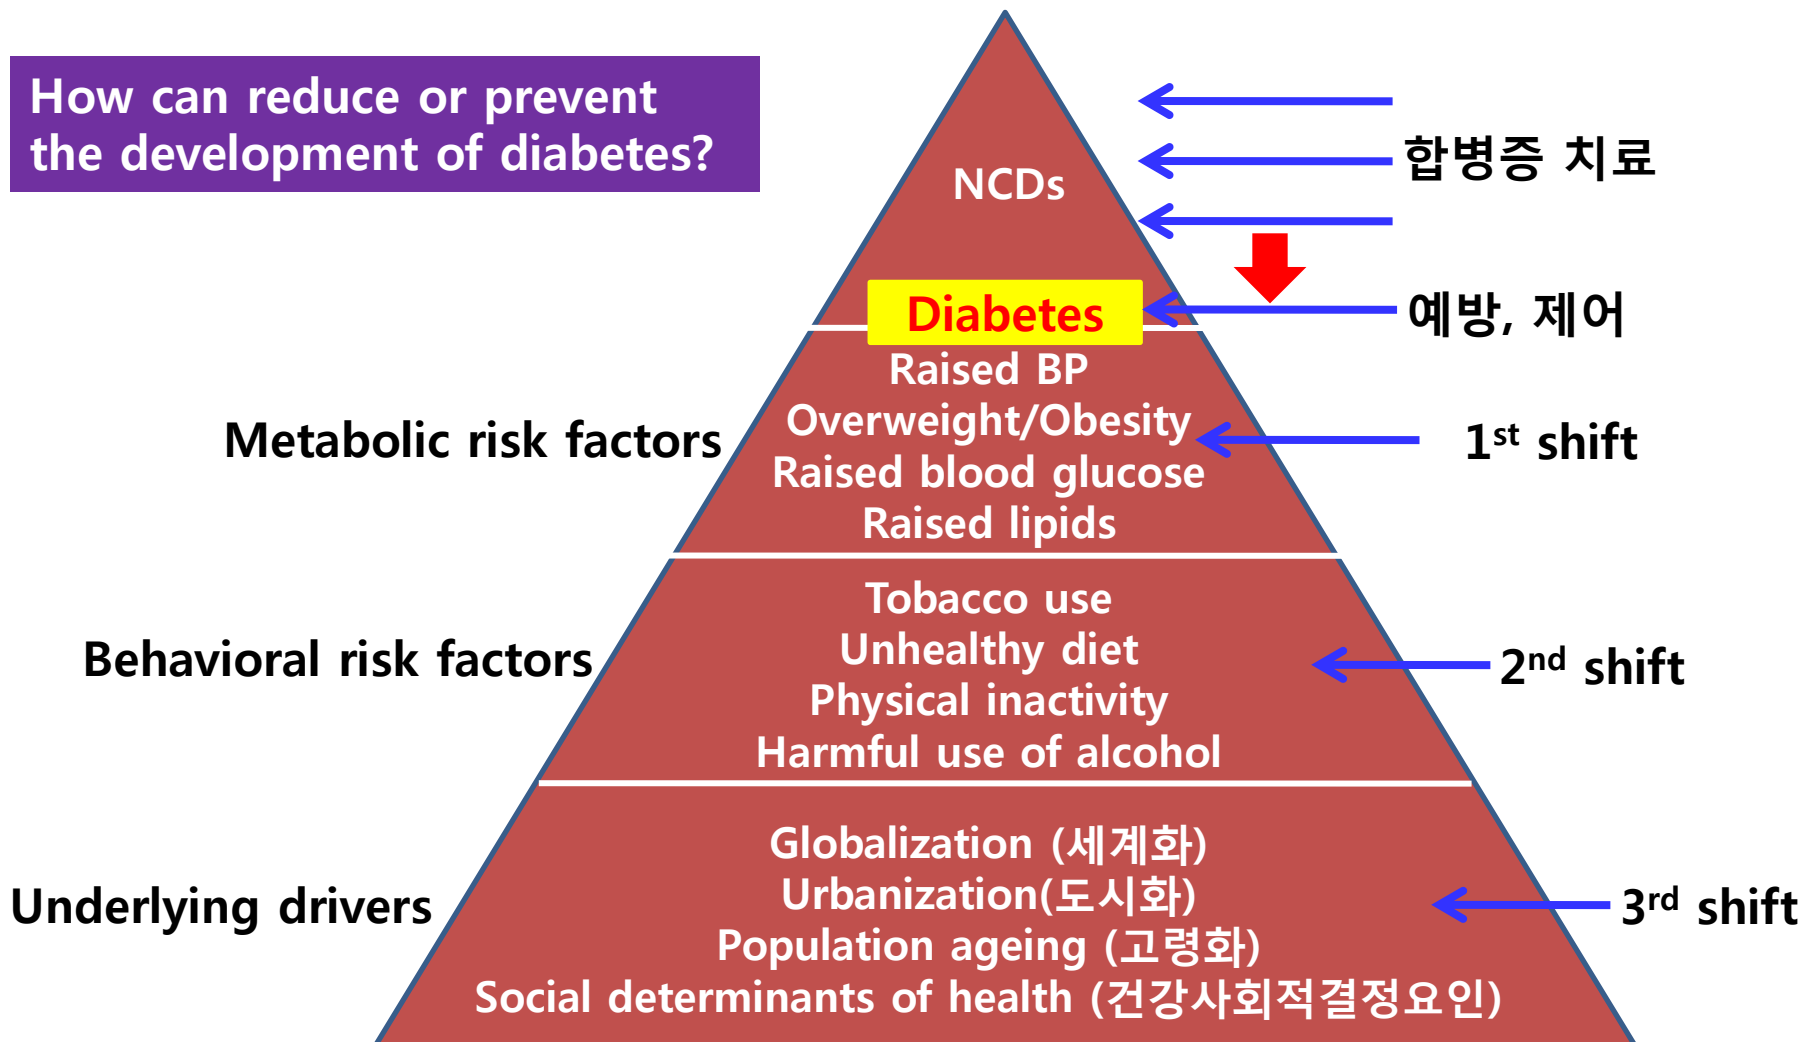 How can reduce or prevent
the development of diabetes?
NCDs
합병증 치료
Diabetes
예방, 제어
Metabolic risk factors
Raised BP
Overweight/Obesity
Raised blood glucose
Raised lipids
1st shift
Behavioral risk factors
Tobacco use
Unhealthy diet
Physical inactivity
Harmful use of alcohol
2nd shift
Underlying drivers
Globalization (세계화)
Urbanization(도시화)
Population ageing (고령화)
Social determinants of health (건강사회적결정요인)
3rd shift